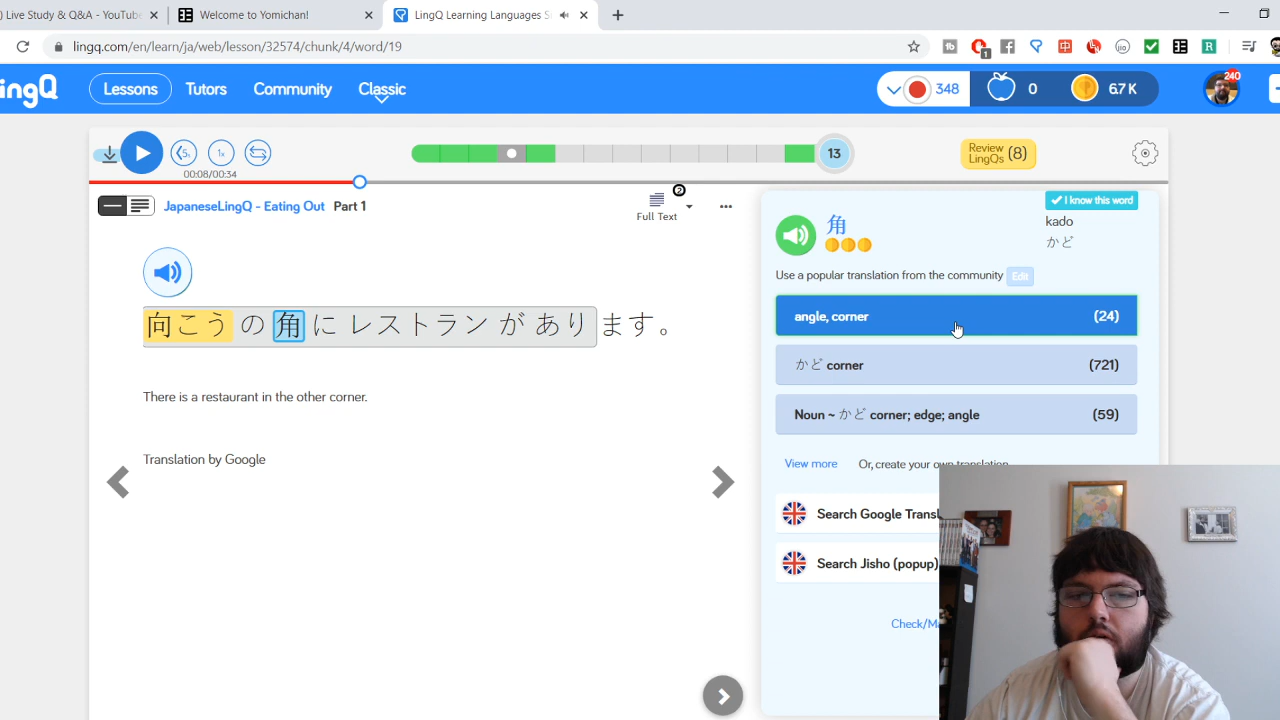 ) Live Study & Q&A - YouTub
Welcome to Yomichan!
LingQ Learning Languages S
lingq.com/en/learn/ja/web/lesson/32574/chunk/4/word/19
1
ingQ
Lessons
Tutors
Community
Classic
348
0
6.7 K
240
5s
1x
00:08/00:34
13
Review
LingQs (8)
JapaneseLingQ - Eating Out Part 1
2
Full Text
向こう の 角 に レストラン が あり ます。
There is a restaurant in the other corner.
Translation by Google
I know this word
角
kado
かど
Use a popular translation from the community
Edit
angle, corner (24)
かど corner (721)
Noun ~ かど corner; edge; angle (59)
View more
Or, create your own translation
Search Google Transl
Search Jisho (popup)
Check/Ma